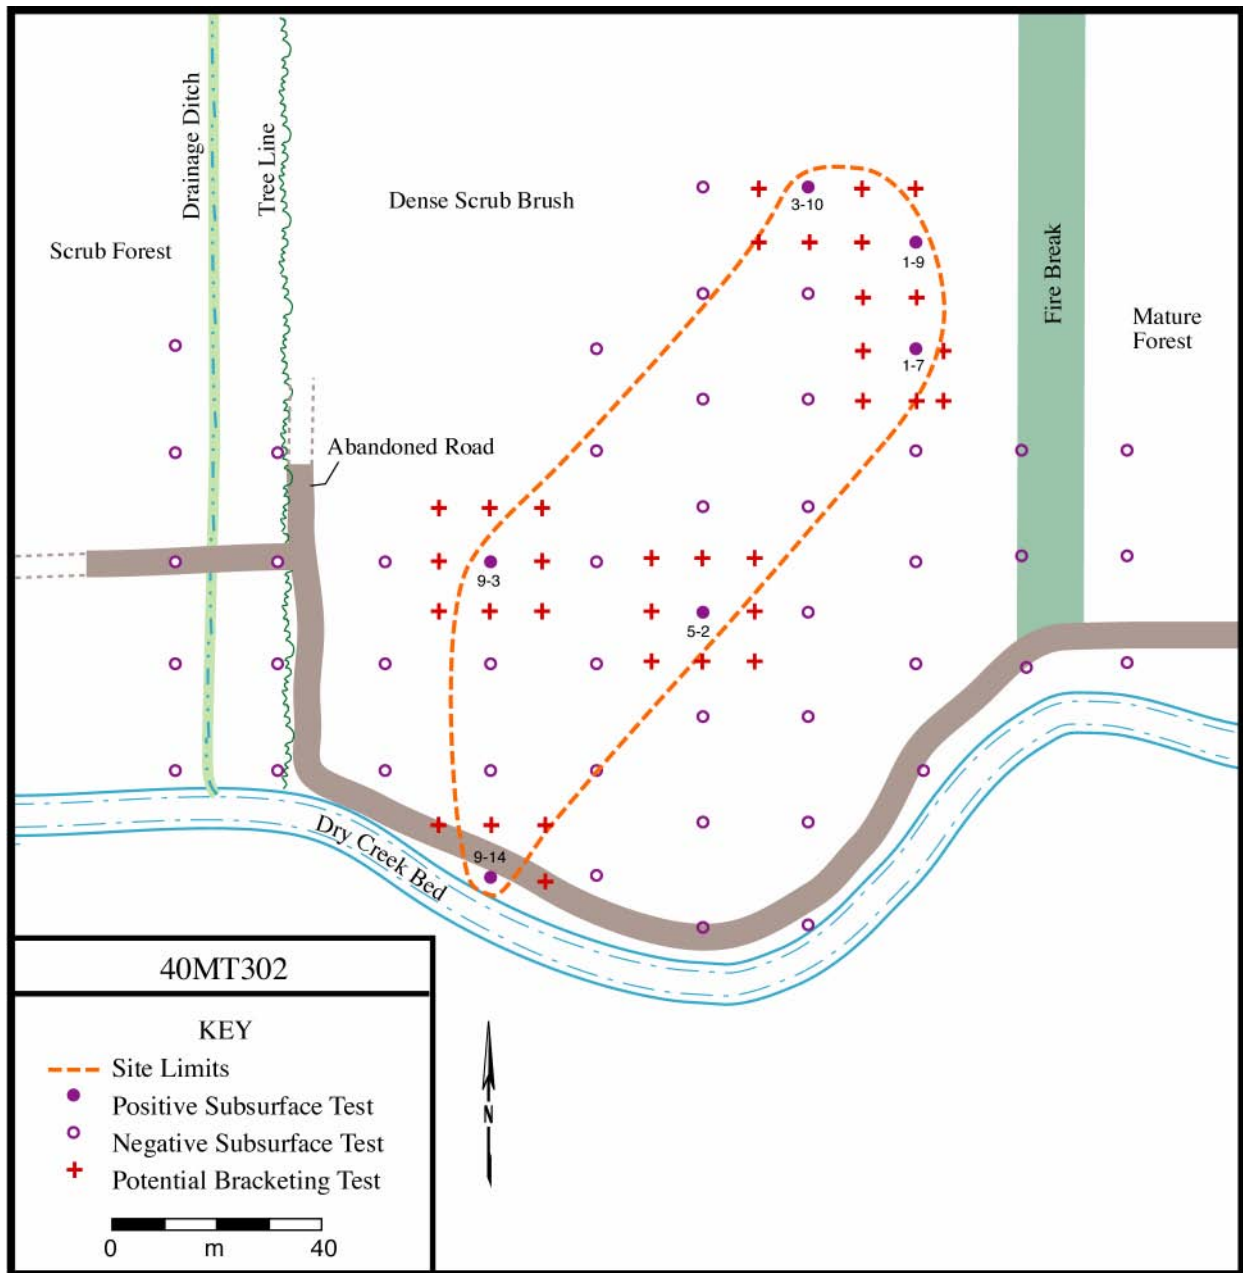 Drainage Ditch
Tree Line
Dense Scrub Brush
Scrub Forest
3-10
1-9
Fire Break
Mature
Forest
1-7
Abandoned Road
9-3
5-2
9-14
Dry Creek Bed
40MT302
KEY
Site Limits
Positive Subsurface Test
Negative Subsurface Test
Potential Bracketing Test
0 m 40
N